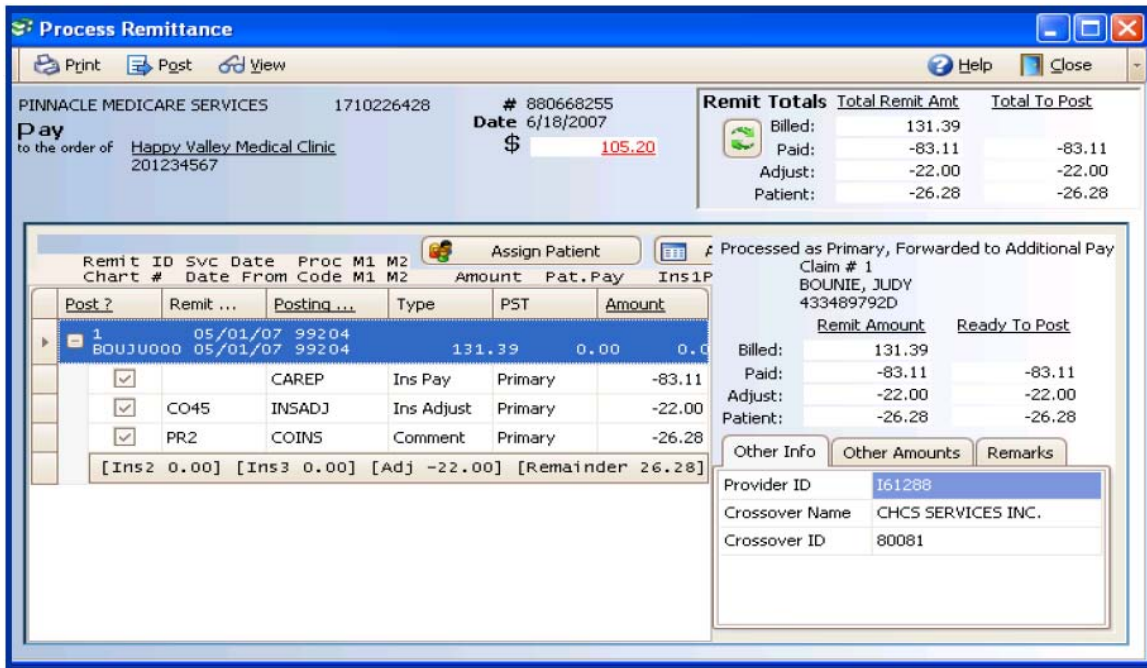 Process Remittance
Print Post View Help Close
PINNACLE MEDICARE SERVICES 1710226428 # 880668255
Pay Date 6/18/2007
to the order of Happy Valley Medical Clinic $ 105.20
201234567
Remit Totals Total Remit Amt Total To Post
Billed: 131.39
Paid: -83.11 -83.11
Adjust: -22.00 -22.00
Patient: -26.28 -26.28
Assign Patient A
Remit ID Svc Date Proc M1 M2
Chart # Date From Code M1 M2 Amount Pat.Pay Ins1P
Post ? Remit ... Posting ... Type PST Amount
1 05/01/07 99204
BOUJU000 05/01/07 99204 131.39 0.00 0.0
CAREP Ins Pay Primary -83.11
CO45 INSADJ Ins Adjust Primary -22.00
PR2 COINS Comment Primary -26.28
[Ins2 0.00] [Ins3 0.00] [Adj -22.00] [Remainder 26.28]
Processed as Primary, Forwarded to Additional Pay
Claim # 1
BOUNIE, JUDY
433489792D
Remit Amount Ready To Post
Billed: 131.39
Paid: -83.11 -83.11
Adjust: -22.00 -22.00
Patient: -26.28 -26.28
Other Info Other Amounts Remarks
Provider ID I61288
Crossover Name CHCS SERVICES INC.
Crossover ID 80081